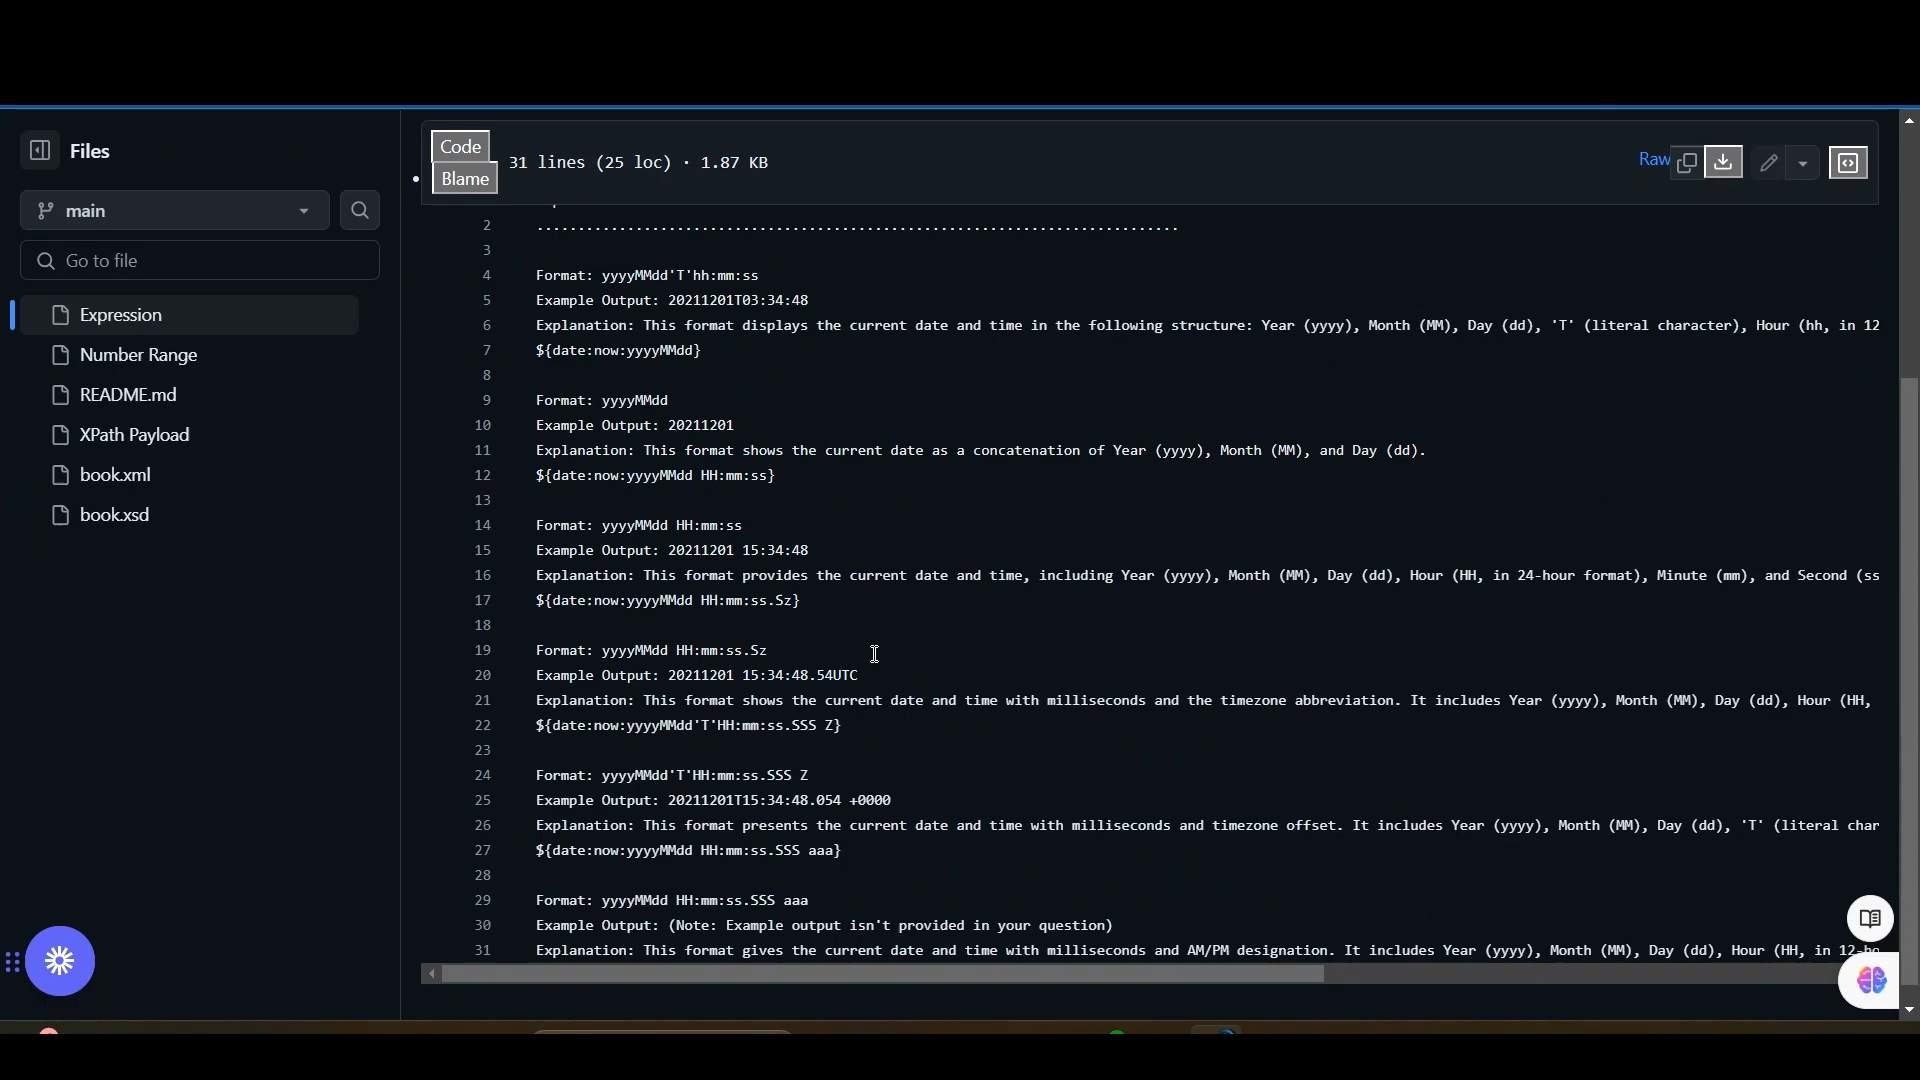 Files
main
Go to file
Expression
Number Range
README.md
XPath Payload
book.xml
book.xsd
Code
Blame
31 lines (25 loc) · 1.87 KB
Raw
2 ..............................................................................
3
4 Format: yyyyMMdd'T'hh:mm:ss
5 Example Output: 20211201T03:34:48
6 Explanation: This format displays the current date and time in the following structure: Year (yyyy), Month (MM), Day (dd), 'T' (literal character), Hour (hh, in 12
7 ${date:now:yyyyMMdd}
8
9 Format: yyyyMMdd
10 Example Output: 20211201
11 Explanation: This format shows the current date as a concatenation of Year (yyyy), Month (MM), and Day (dd).
12 ${date:now:yyyyMMdd HH:mm:ss}
13
14 Format: yyyyMMdd HH:mm:ss
15 Example Output: 20211201 15:34:48
16 Explanation: This format provides the current date and time, including Year (yyyy), Month (MM), Day (dd), Hour (HH, in 24-hour format), Minute (mm), and Second (ss
17 ${date:now:yyyyMMdd HH:mm:ss.Sz}
18
19 Format: yyyyMMdd HH:mm:ss.Sz
20 Example Output: 20211201 15:34:48.54UTC
21 Explanation: This format shows the current date and time with milliseconds and the timezone abbreviation. It includes Year (yyyy), Month (MM), Day (dd), Hour (HH,
22 ${date:now:yyyyMMdd'T'HH:mm:ss.SSS Z}
23
24 Format: yyyyMMdd'T'HH:mm:ss.SSS Z
25 Example Output: 20211201T15:34:48.054 +0000
26 Explanation: This format presents the current date and time with milliseconds and timezone offset. It includes Year (yyyy), Month (MM), Day (dd), 'T' (literal char
27 ${date:now:yyyyMMdd HH:mm:ss.SSS aaa}
28
29 Format: yyyyMMdd HH:mm:ss.SSS aaa
30 Example Output: (Note: Example output isn't provided in your question)
31 Explanation: This format gives the current date and time with milliseconds and AM/PM designation. It includes Year (yyyy), Month (MM), Day (dd), Hour (HH, in 12-